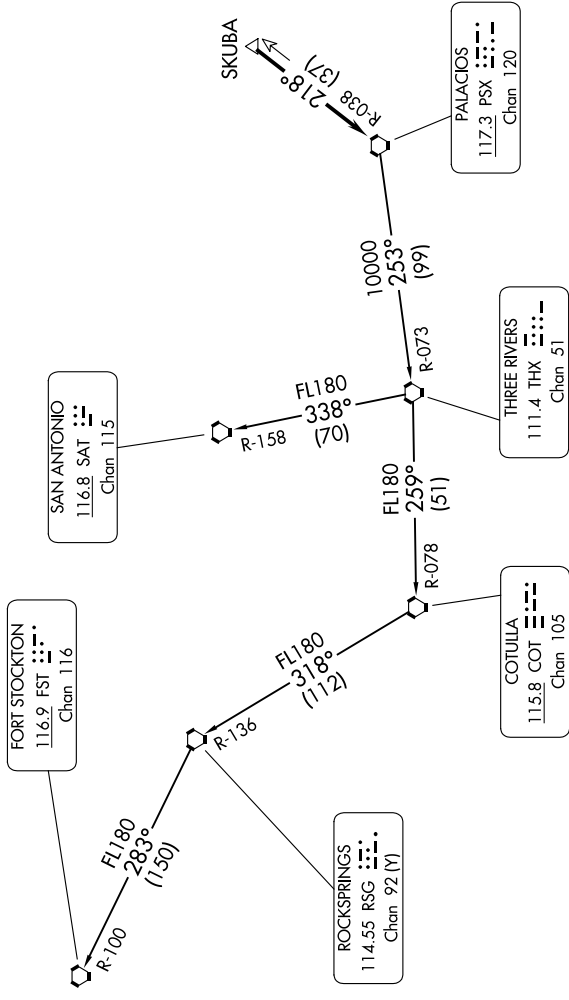 FORT STOCKTON
116.9 FST
Chan 116
SAN ANTONIO
116.8 SAT
Chan 115
SKUBA
218°
(37)
R-038
PALACIOS
117.3 PSX
Chan 120
10000
253°
(99)
R-073
THREE RIVERS
111.4 THX
Chan 51
FL180
338°
(70)
R-158
FL180
259°
(51)
R-078
COTULLA
115.8 COT
Chan 105
FL180
318°
(112)
R-136
ROCKSPRINGS
114.55 RSG
Chan 92 (Y)
FL180
283°
(150)
R-100